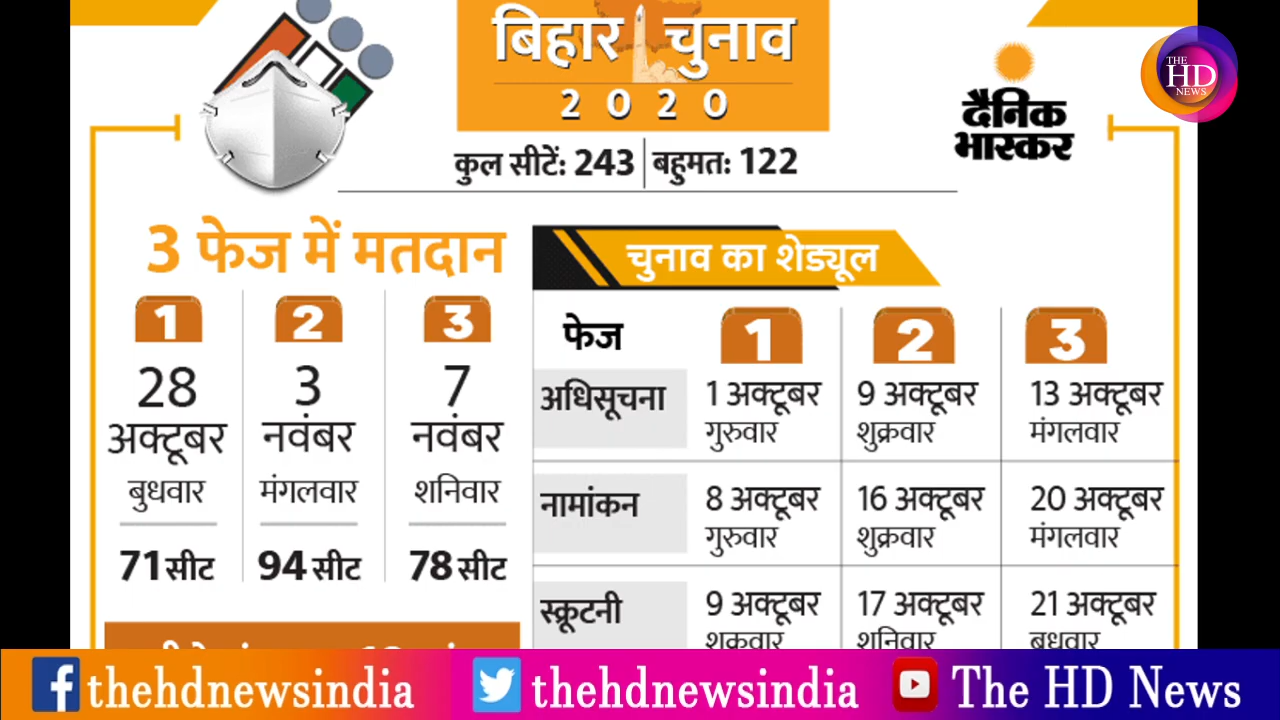 बिहार चुनाव
2020
THE
HD
NEWS
दैनिक
भास्कर
कुल सीटें: 243 | बहुमत: 122
3 फेज में मतदान
1 2 3
28 3 7
अक्टूबर नवंबर नवंबर
बुधवार मंगलवार शनिवार
71 सीट 94 सीट 78 सीट
चुनाव का शेड्यूल
फेज 1 2 3
अधिसूचना 1 अक्टूबर 9 अक्टूबर 13 अक्टूबर
गुरुवार शुक्रवार मंगलवार
नामांकन 8 अक्टूबर 16 अक्टूबर 20 अक्टूबर
गुरुवार शुक्रवार मंगलवार
स्क्रूटनी 9 अक्टूबर 17 अक्टूबर 21 अक्टूबर
शुक्रवार शनिवार बुधवार
thehdnewsindia thehdnewsindia The HD News